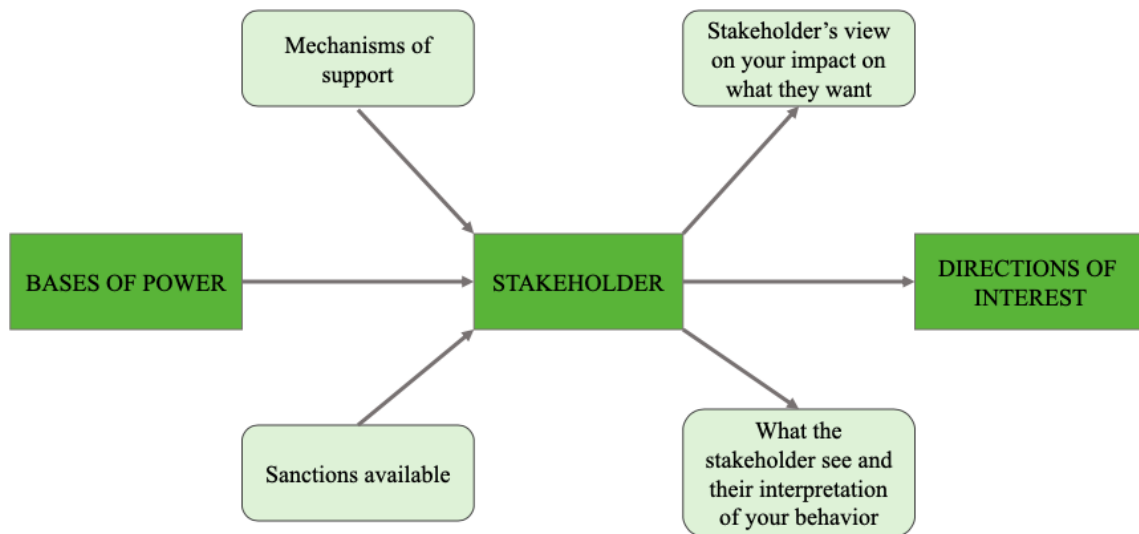 Mechanisms of
support
Stakeholder’s view
on your impact on
what they want
BASES OF POWER
STAKEHOLDER
DIRECTIONS OF
INTEREST
Sanctions available
What the
stakeholder see and
their interpretation
of your behavior